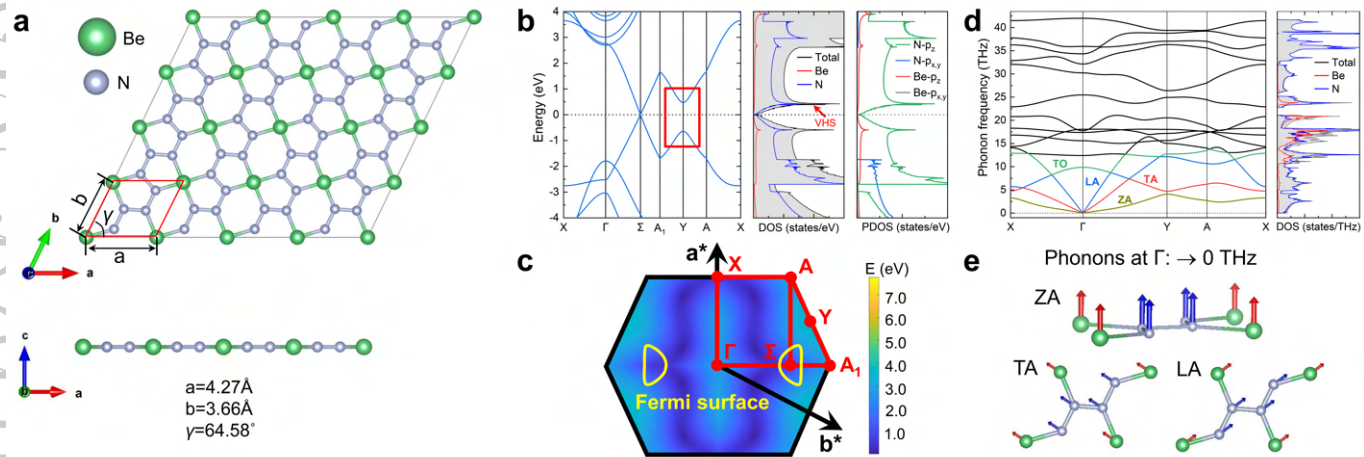 a
Be
N
b
γ
a
b
a
c
a
a=4.27Å
b=3.66Å
γ=64.58°
b
Energy (eV)
4
3
2
1
0
-1
-2
-3
-4
X Γ Σ A₁ Y A X
Total
Be
N
VHS
DOS (states/eV)
N-p_z
N-p_x,y
Be-p_z
Be-p_x,y
PDOS (states/eV)
c
a*
X
A
Y
Γ
Σ
A₁
Fermi surface
b*
E (eV)
7.0
6.0
5.0
4.0
3.0
2.0
1.0
d
Phonon frequency (THz)
40
35
30
25
20
15
10
5
0
TO
LA
TA
ZA
X Γ Y A X
Total
Be
N
DOS (states/THz)
e
Phonons at Γ: → 0 THz
ZA
TA
LA